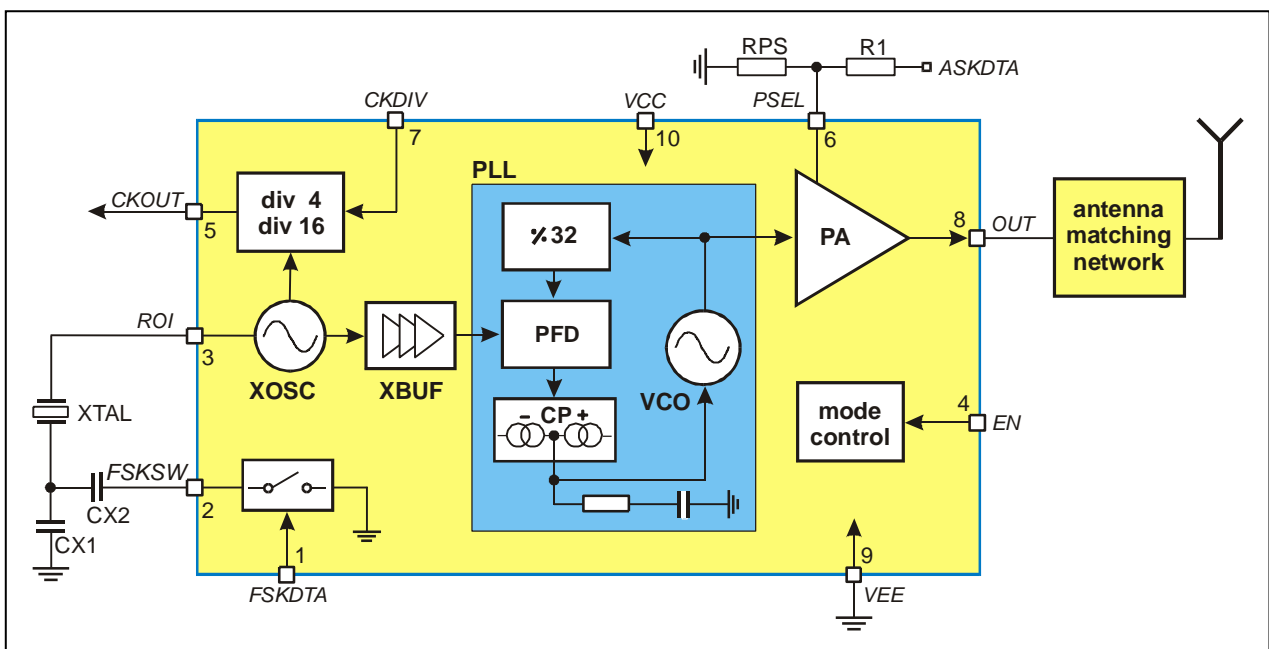 RPS
R1
ASKDTA
CKDIV
VCC
PSEL
7
10
6
PLL
CKOUT
5
div 4
div 16
٪32
PA
8
OUT
antenna
matching
network
ROI
3
XOSC
XBUF
PFD
VCO
XTAL
- CP +
mode
control
4
EN
FSKSW
2
CX2
CX1
1
FSKDTA
9
VEE